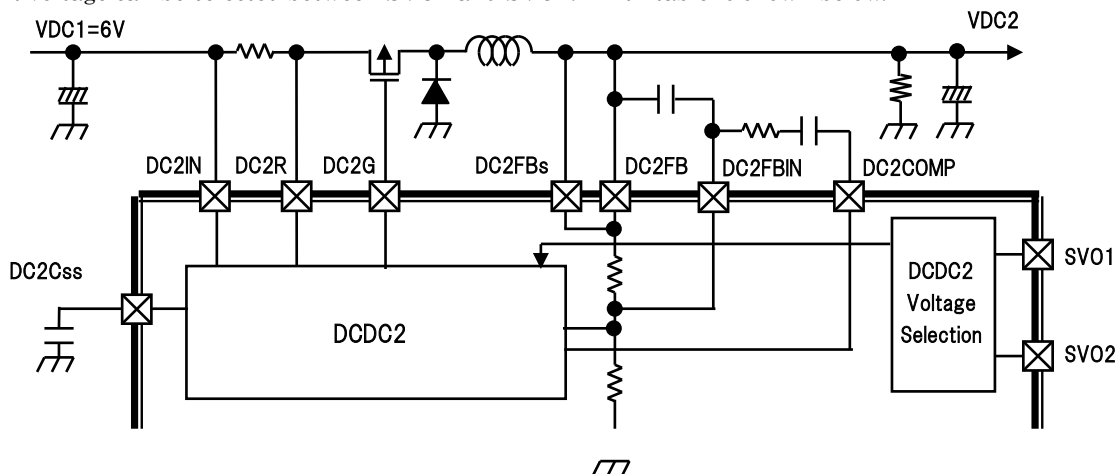 VDC1=6V
VDC2
DC2IN
DC2R
DC2G
DC2FBs
DC2FB
DC2FBIN
DC2COMP
DC2Css
DCDC2
DCDC2
Voltage
Selection
SVO1
SVO2